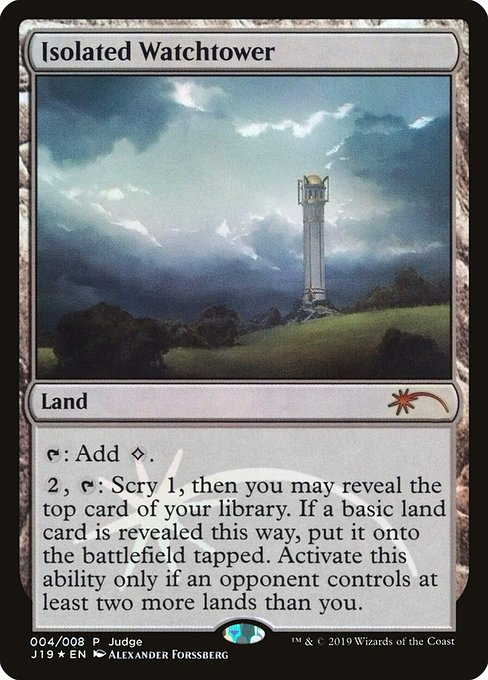 Isolated Watchtower
Land
: Add .
2, : Scry 1, then you may reveal the
top card of your library. If a basic land
card is revealed this way, put it onto
the battlefield tapped. Activate this
ability only if an opponent controls at
least two more lands than you.
004/008 P Judge
J19★EN Alexander Forssberg
™ & © 2019 Wizards of the Coast